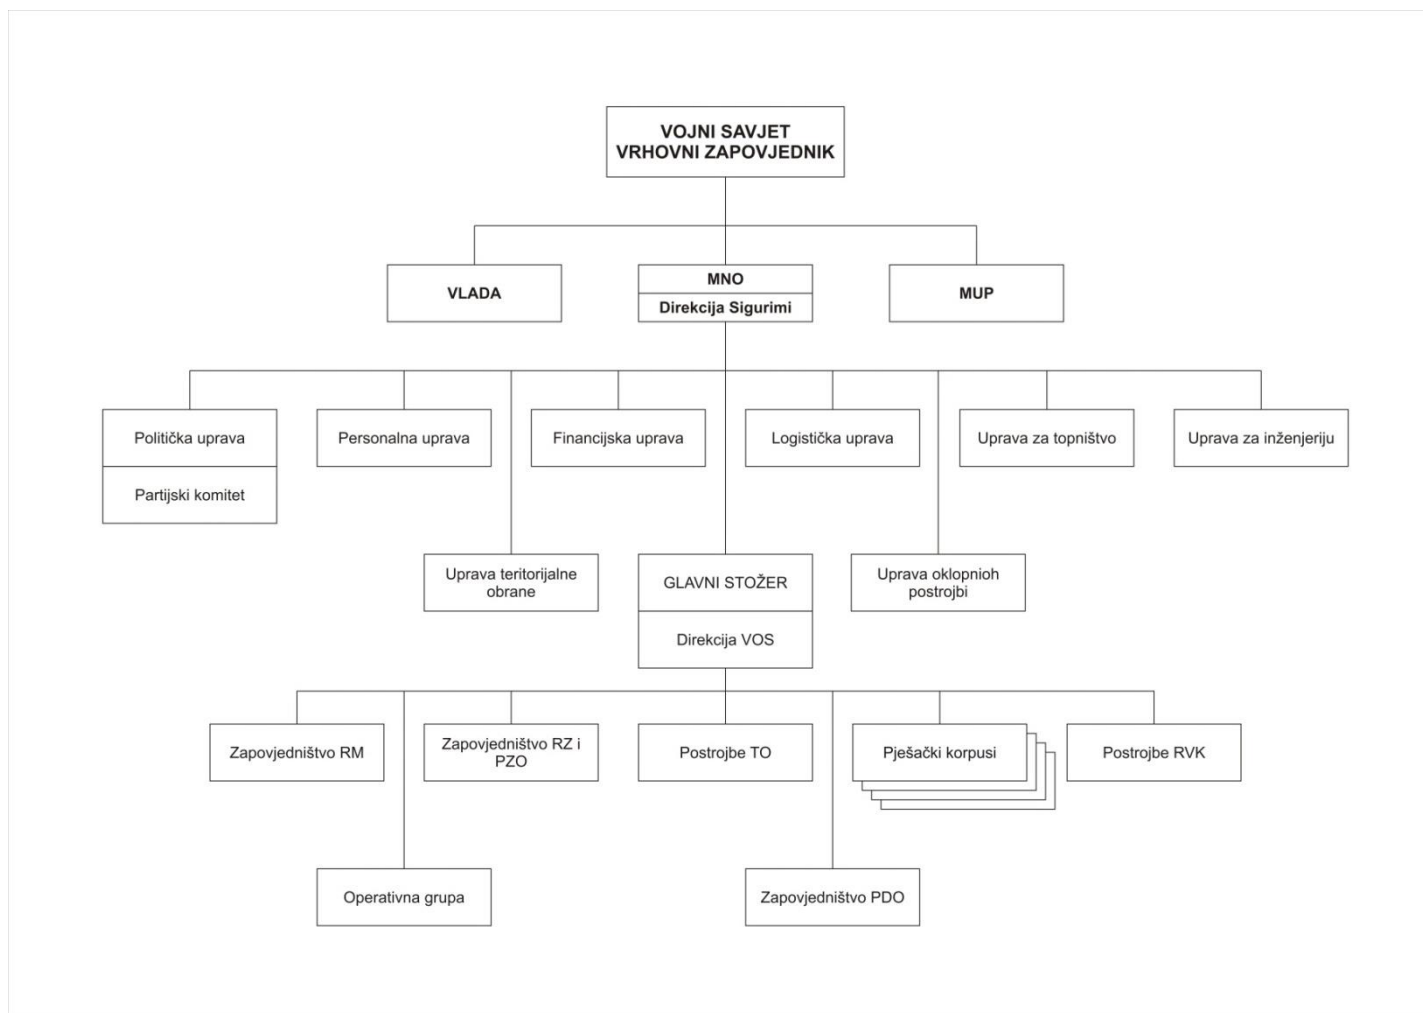 VOJNI SAVJET
VRHOVNI ZAPOVJEDNIK
VLADA
MNO
Direkcija Sigurimi
MUP
Politička uprava
Partijski komitet
Personalna uprava
Financijska uprava
Logistička uprava
Uprava za topništvo
Uprava za inženjeriju
Uprava teritorijalne
obrane
GLAVNI STOŽER
Direkcija VOS
Uprava oklopnioh
postrojbi
Zapovjedništvo RM
Zapovjedništvo RZ i
PZO
Postrojbe TO
Pješački korpusi
Postrojbe RVK
Operativna grupa
Zapovjedništvo PDO